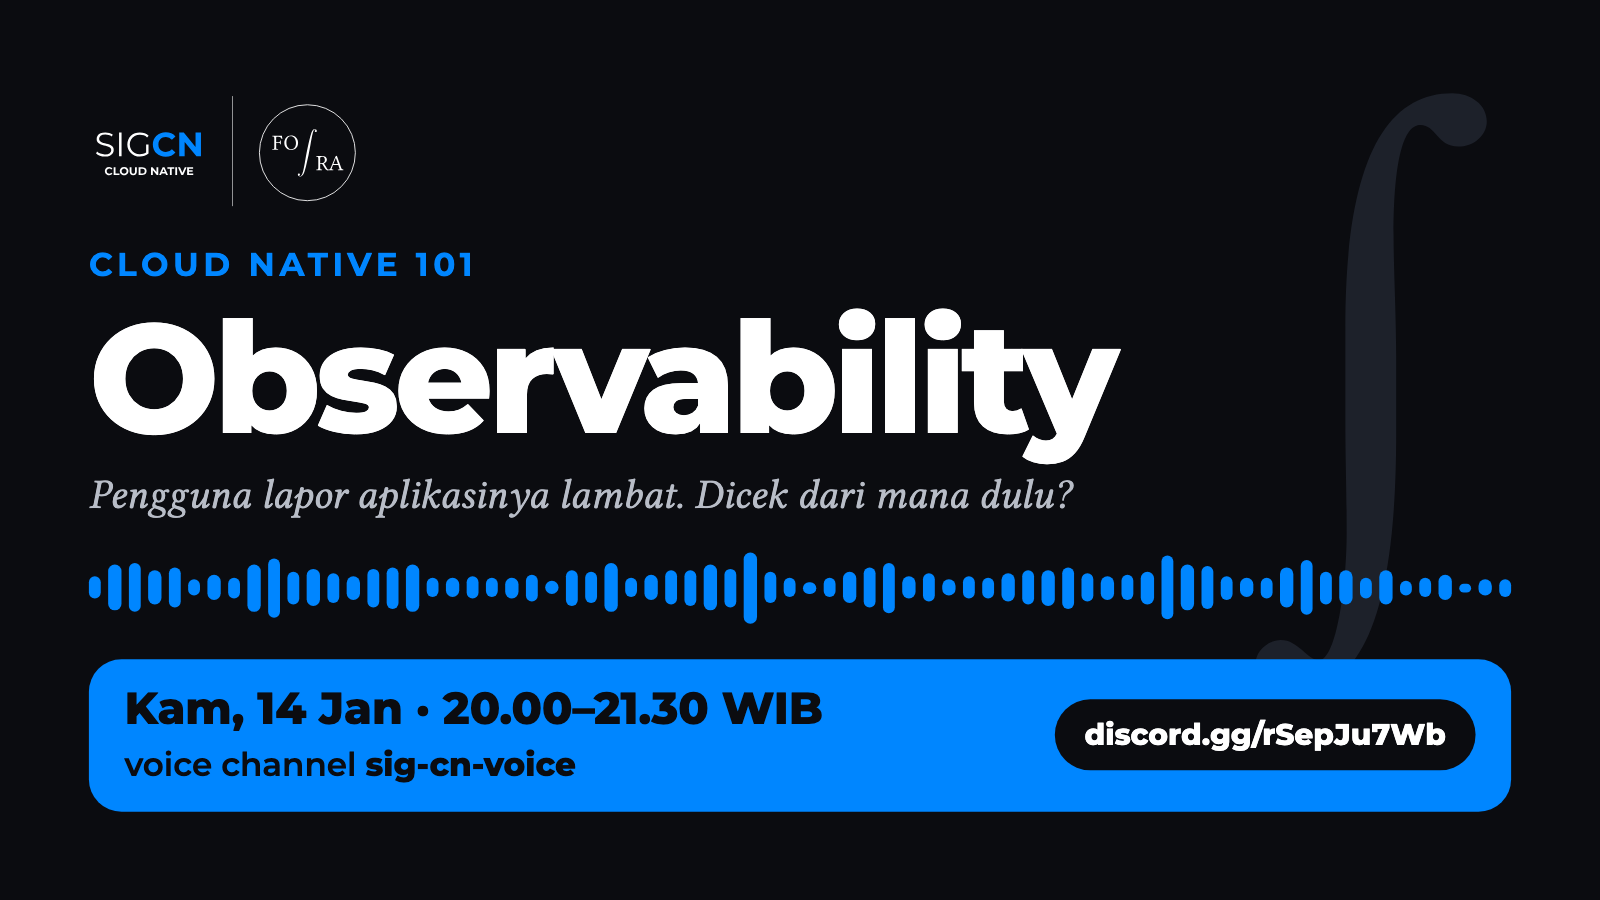 SIGCN
CLOUD NATIVE
FO∫RA
CLOUD NATIVE 101
Observability
Pengguna lapor aplikasinya lambat. Dicek dari mana dulu?
Kam, 14 Jan · 20.00–21.30 WIB
voice channel sig-cn-voice
discord.gg/rSepJu7Wb